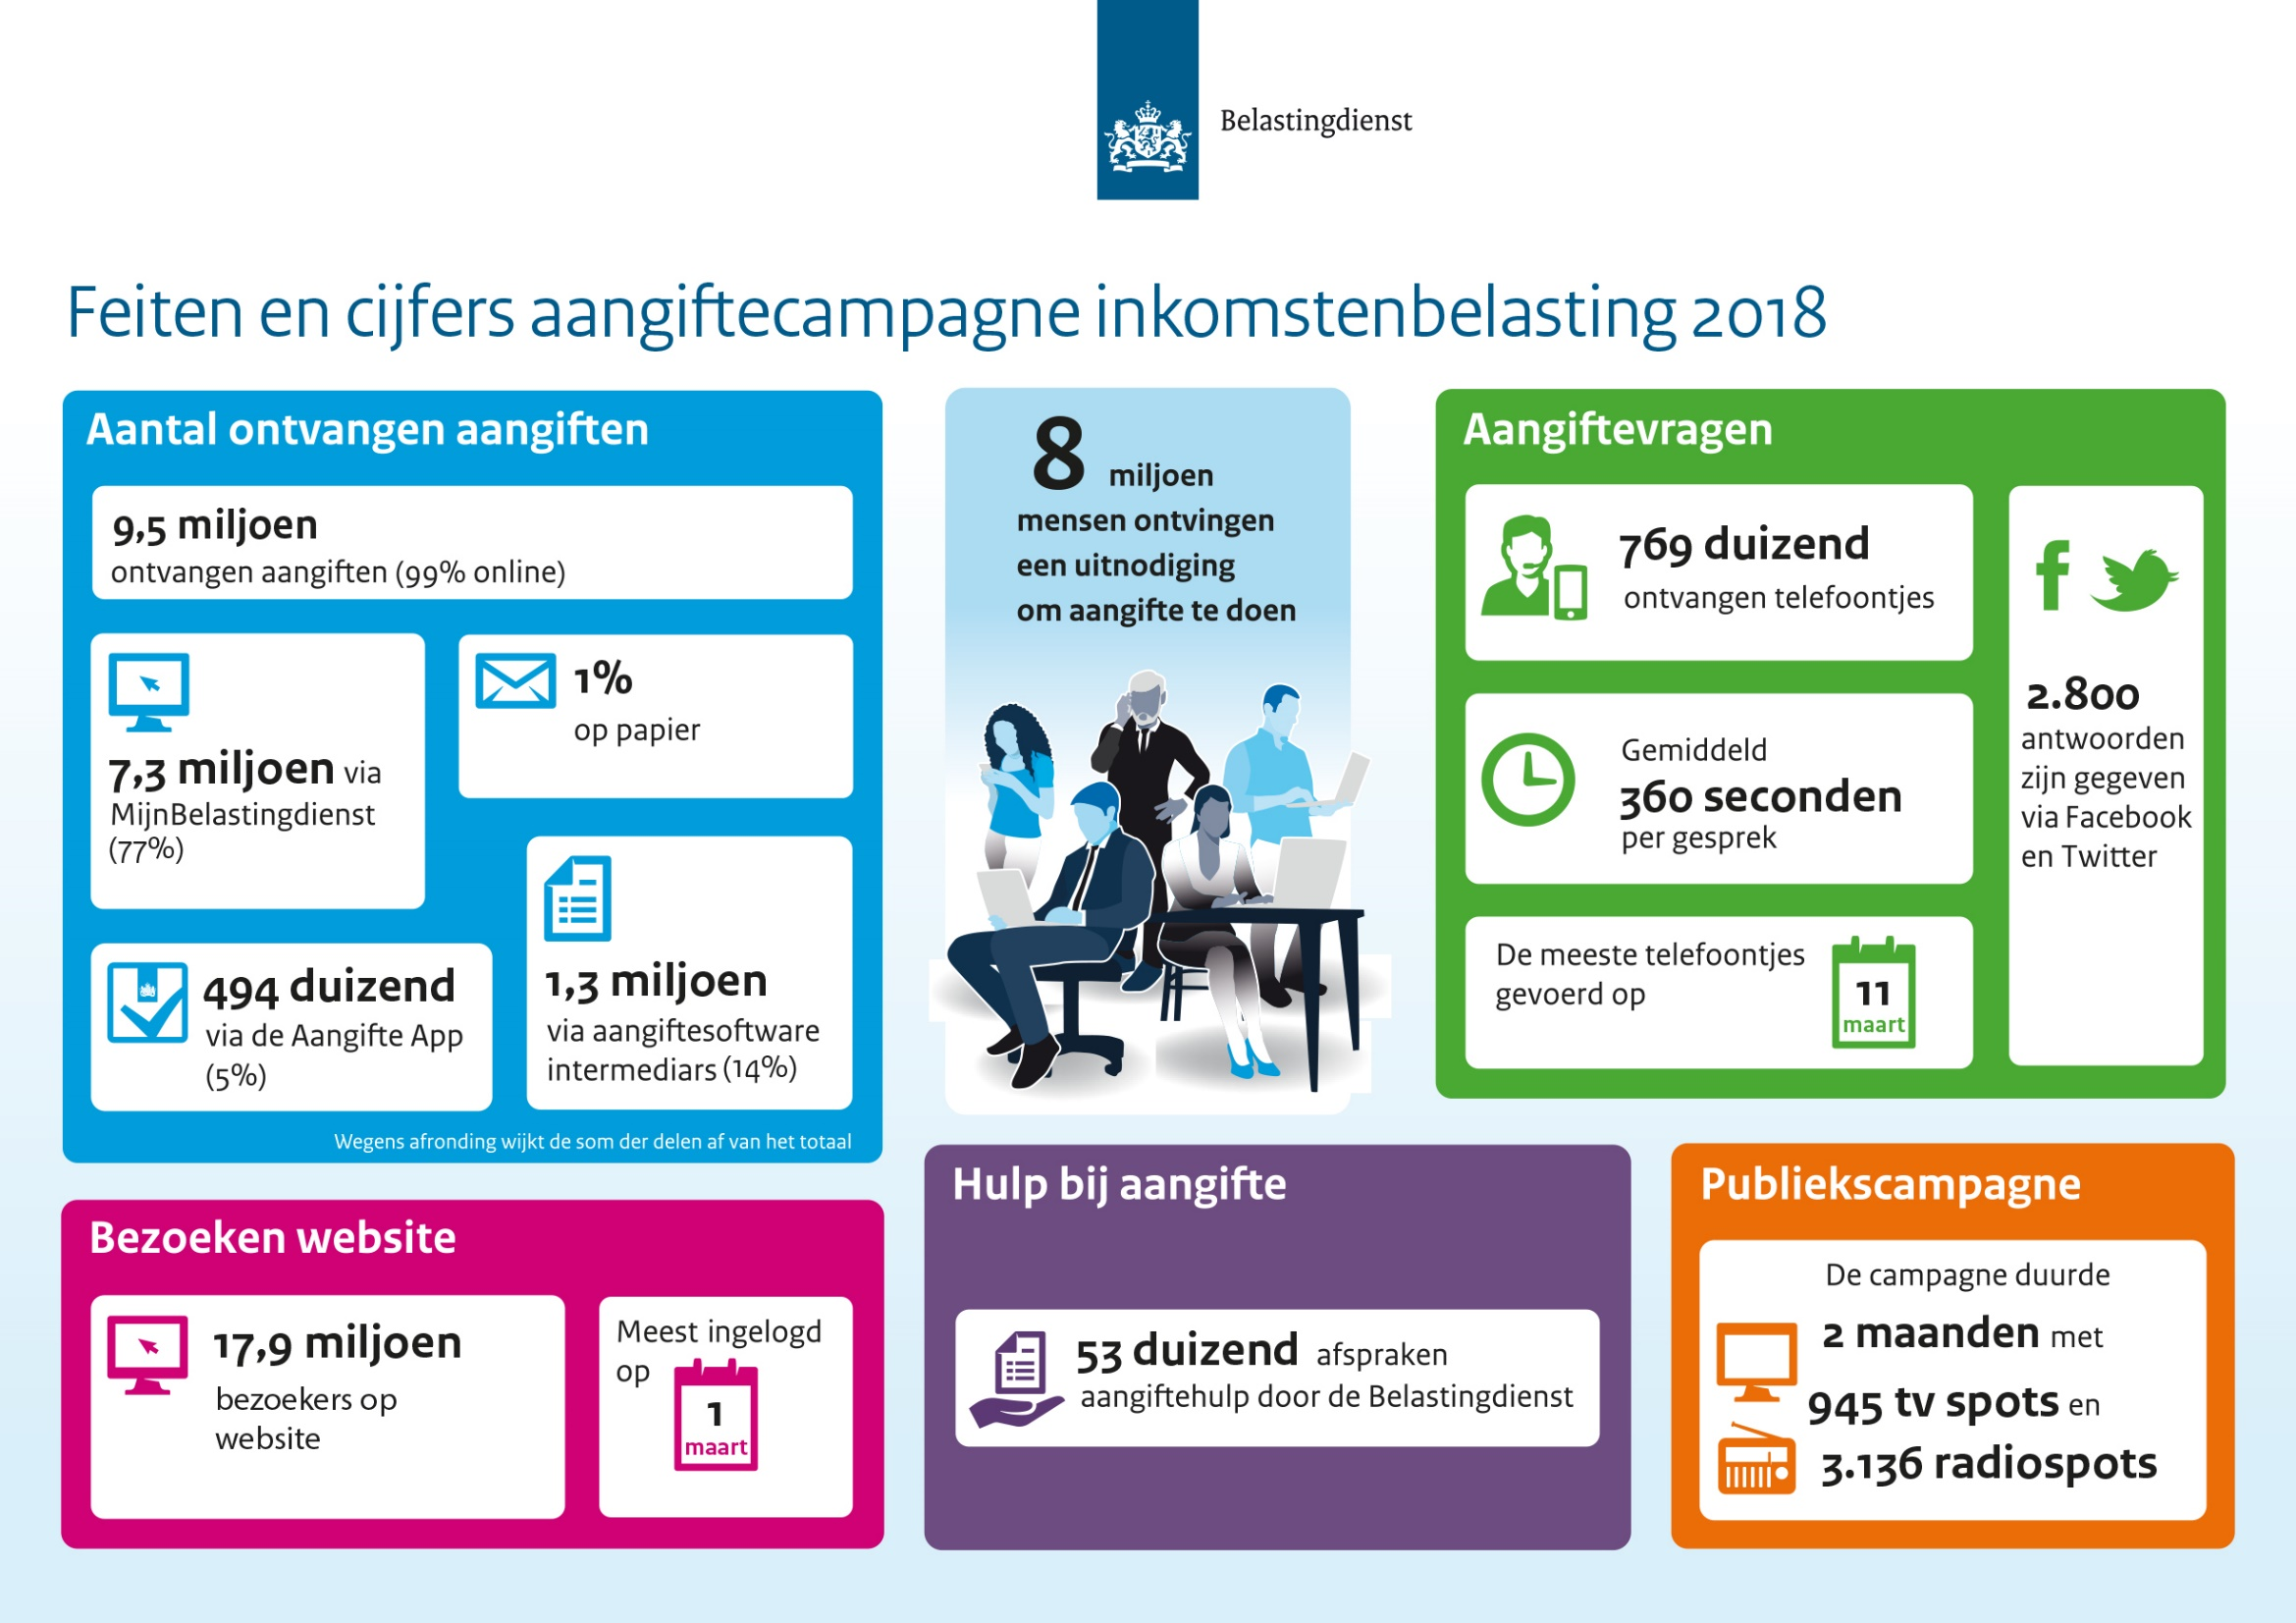 Belastingdienst
Feiten en cijfers aangiftecampagne inkomstenbelasting 2018
Aantal ontvangen aangiften
9,5 miljoen
ontvangen aangiften (99% online)
7,3 miljoen via
MijnBelastingdienst
(77%)
1%
op papier
494 duizend
via de Aangifte App
(5%)
1,3 miljoen
via aangiftesoftware
intermediars (14%)
Wegens afronding wijkt de som der delen af van het totaal
8 miljoen
mensen ontvingen
een uitnodiging
om aangifte te doen
Aangiftevragen
769 duizend
ontvangen telefoontjes
Gemiddeld
360 seconden
per gesprek
De meeste telefoontjes
gevoerd op
11
maart
2.800
antwoorden
zijn gegeven
via Facebook
en Twitter
Bezoeken website
17,9 miljoen
bezoekers op
website
Meest ingelogd
op
1
maart
Hulp bij aangifte
53 duizend afspraken
aangiftehulp door de Belastingdienst
Publiekscampagne
De campagne duurde
2 maanden met
945 tv spots en
3.136 radiospots